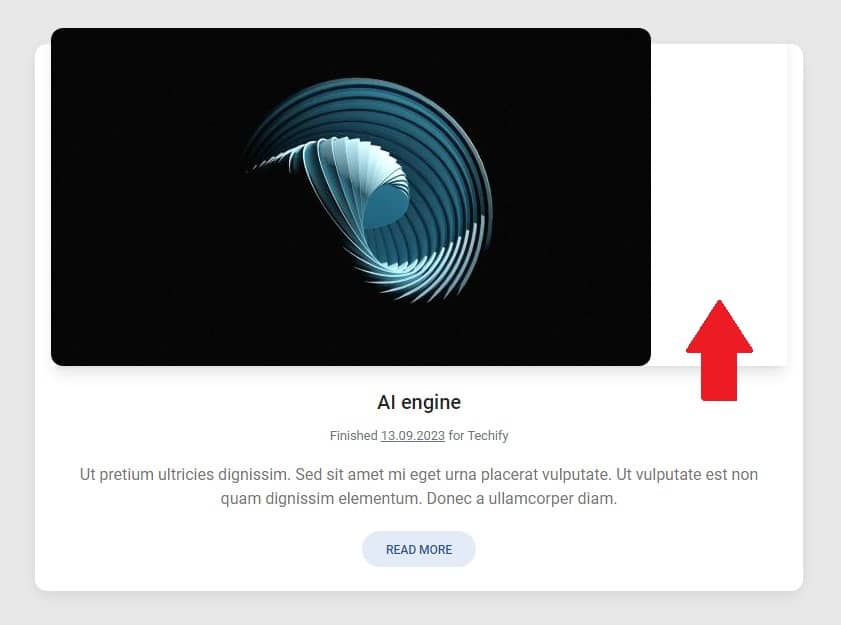 AI engine
Finished 13.09.2023 for Techify
Ut pretium ultricies dignissim. Sed sit amet mi eget urna placerat vulputate. Ut vulputate est non
quam dignissim elementum. Donec a ullamcorper diam.
READ MORE